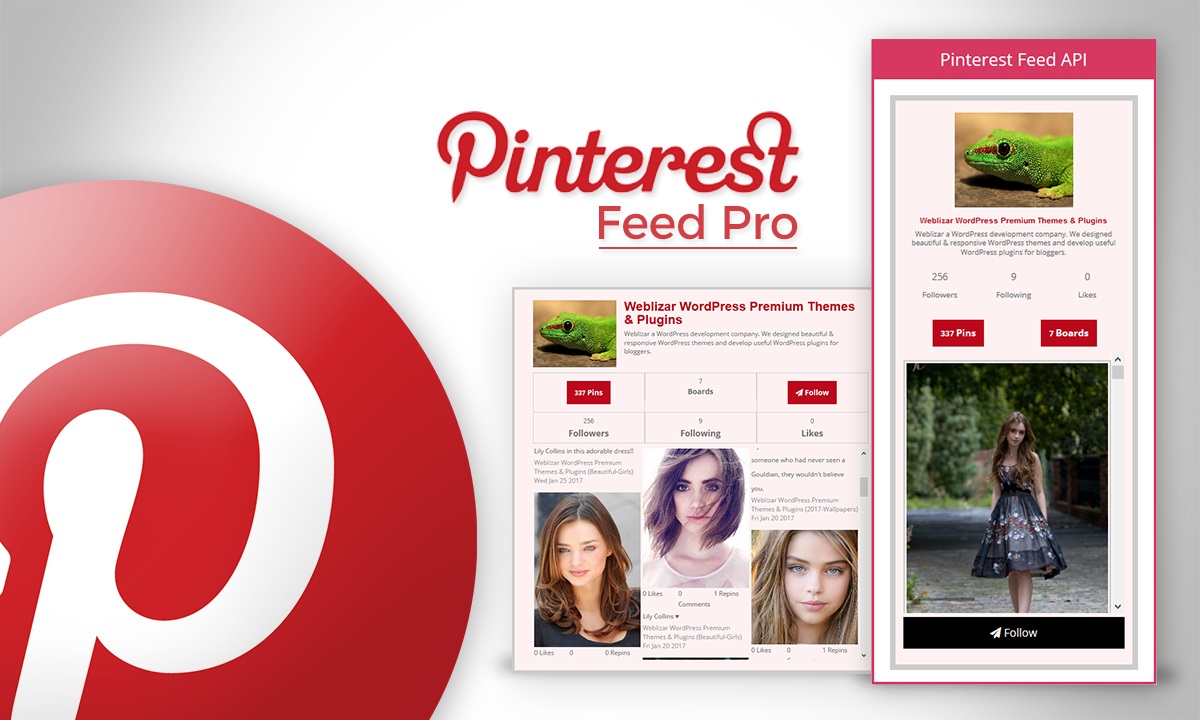 Pinterest
Feed Pro
Weblizar WordPress Premium Themes
& Plugins
Weblizar a WordPress development company. We designed beautiful &
responsive WordPress themes and develop useful WordPress plugins for
bloggers.
337 Pins
7
Boards
Follow
256
Followers
9
Following
0
Likes
Lily Collins in this adorable dress!!
Weblizar WordPress Premium
Themes & Plugins (Beautiful-Girls)
Wed Jan 25 2017
0 Likes
0
0 Repins
0 Likes
0
Comments
1 Repins
Lily Collins ♥
Weblizar WordPress Premium
Themes & Plugins (Beautiful-Girls)
Fri Jan 20 2017
someone who had never seen a
Gouldian, they wouldn't believe
you.
Weblizar WordPress Premium
Themes & Plugins (2017-Wallpapers)
Fri Jan 20 2017
0 Likes
0
1 Repins
Pinterest Feed API
Weblizar WordPress Premium Themes & Plugins
Weblizar a WordPress development company. We designed
beautiful & responsive WordPress themes and develop useful
WordPress plugins for bloggers.
256
Followers
9
Following
0
Likes
337 Pins
7 Boards
Follow